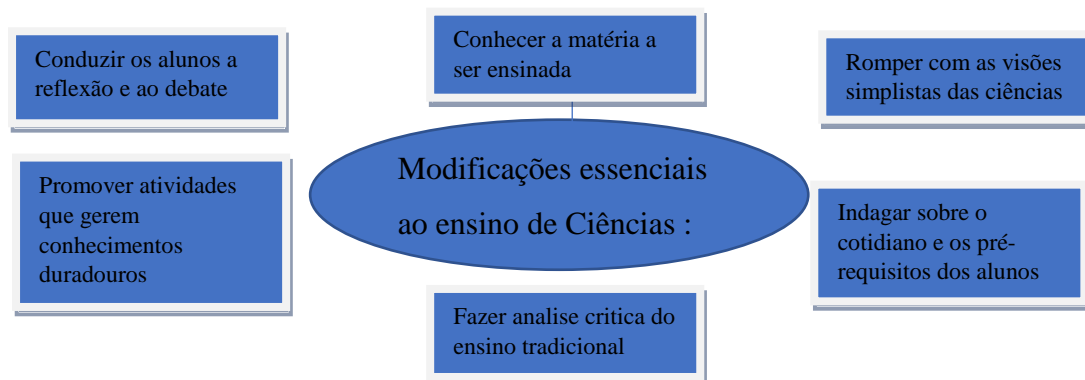 Conduzir os alunos a
reflexão e ao debate
Conhecer a matéria a
ser ensinada
Romper com as visões
simplistas das ciências
Modificações essenciais
ao ensino de Ciências :
Promover atividades
que gerem
conhecimentos
duradouros
Indagar sobre o
cotidiano e os pré-
requisitos dos alunos
Fazer analise critica do
ensino tradicional